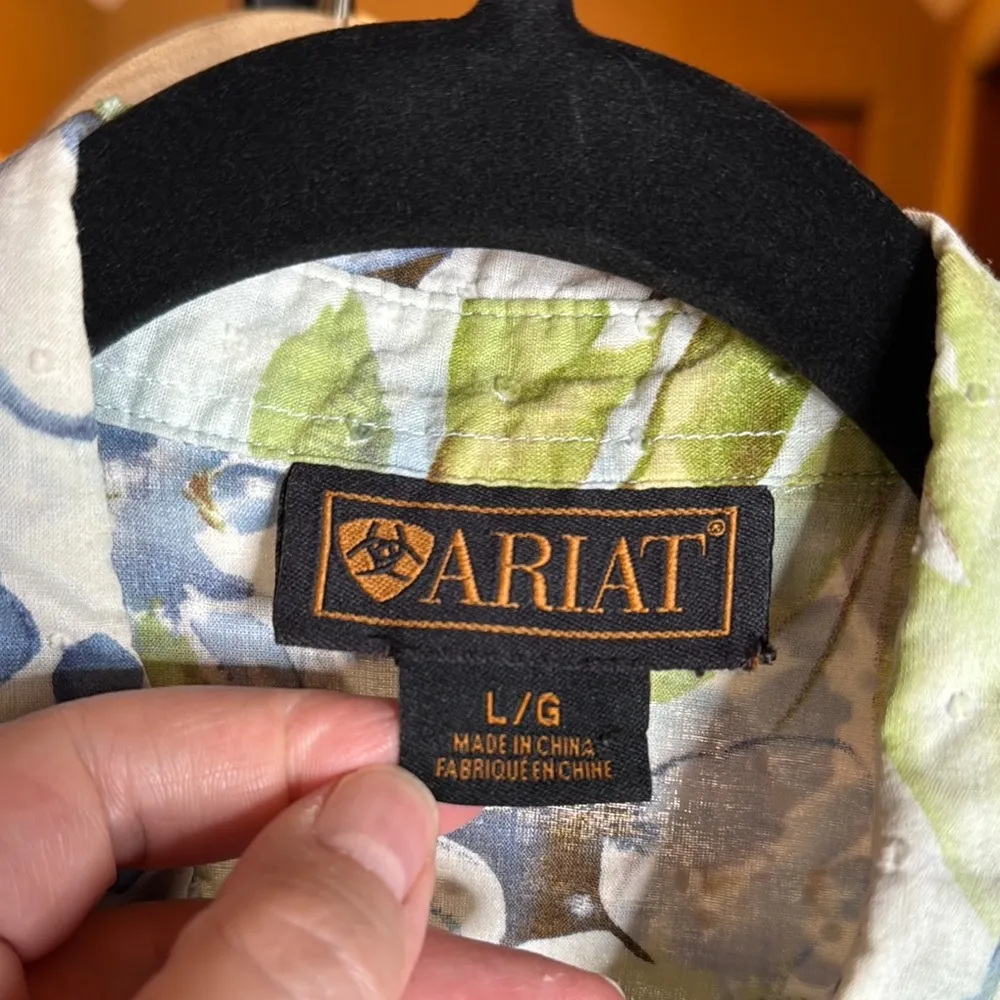 ARIAT®
L/G
MADE IN CHINA
FABRIQUÉ EN CHINE